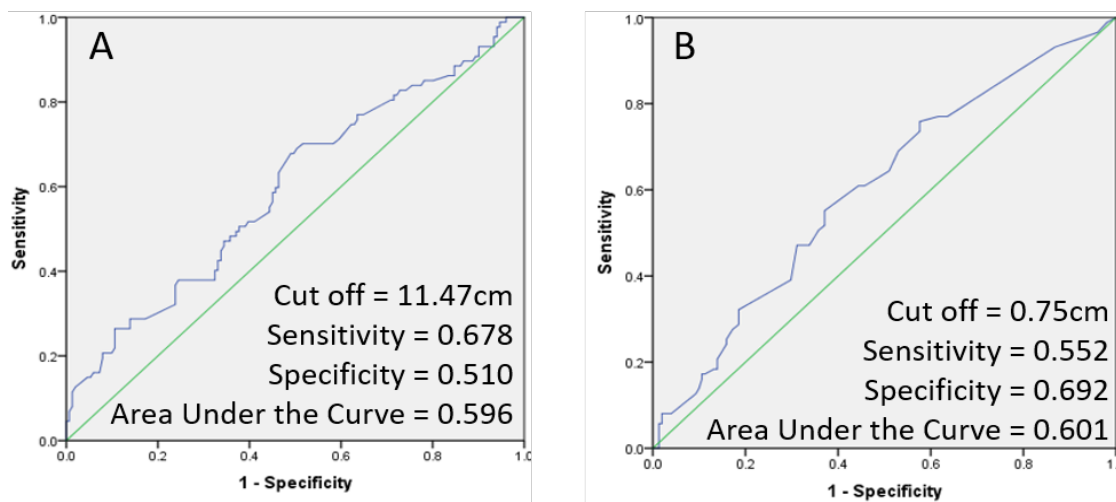 A
1.0
0.8
0.6
0.4
0.2
0.0
Sensitivity
Cut off = 11.47cm
Sensitivity = 0.678
Specificity = 0.510
Area Under the Curve = 0.596
0.0 0.2 0.4 0.6 0.8 1.0
1 - Specificity
B
1.0
0.8
0.6
0.4
0.2
0.0
Sensitivity
Cut off = 0.75cm
Sensitivity = 0.552
Specificity = 0.692
Area Under the Curve = 0.601
0.0 0.2 0.4 0.6 0.8 1.0
1 - Specificity